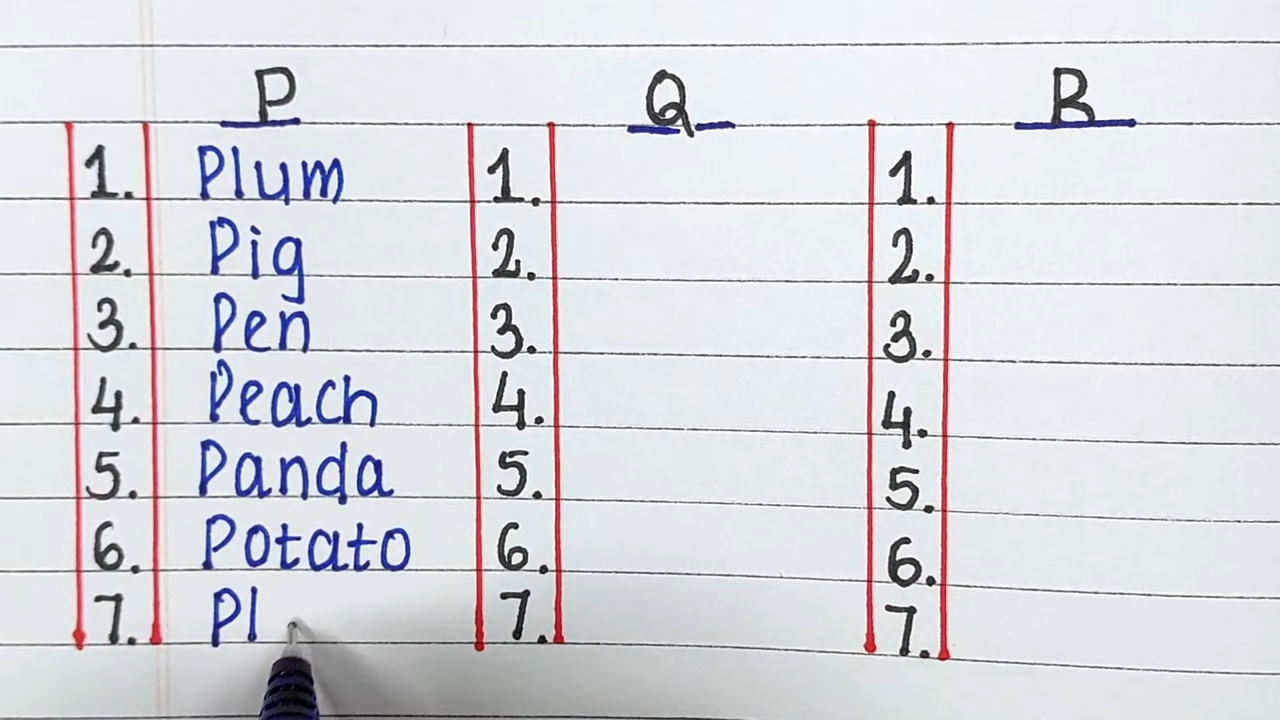 P Q R
1. Plum 1. 1.
2. Pig 2. 2.
3. Pen 3. 3.
4. Peach 4. 4.
5. Panda 5. 5.
6. Potato 6. 6.
7. Pl 7. 7.